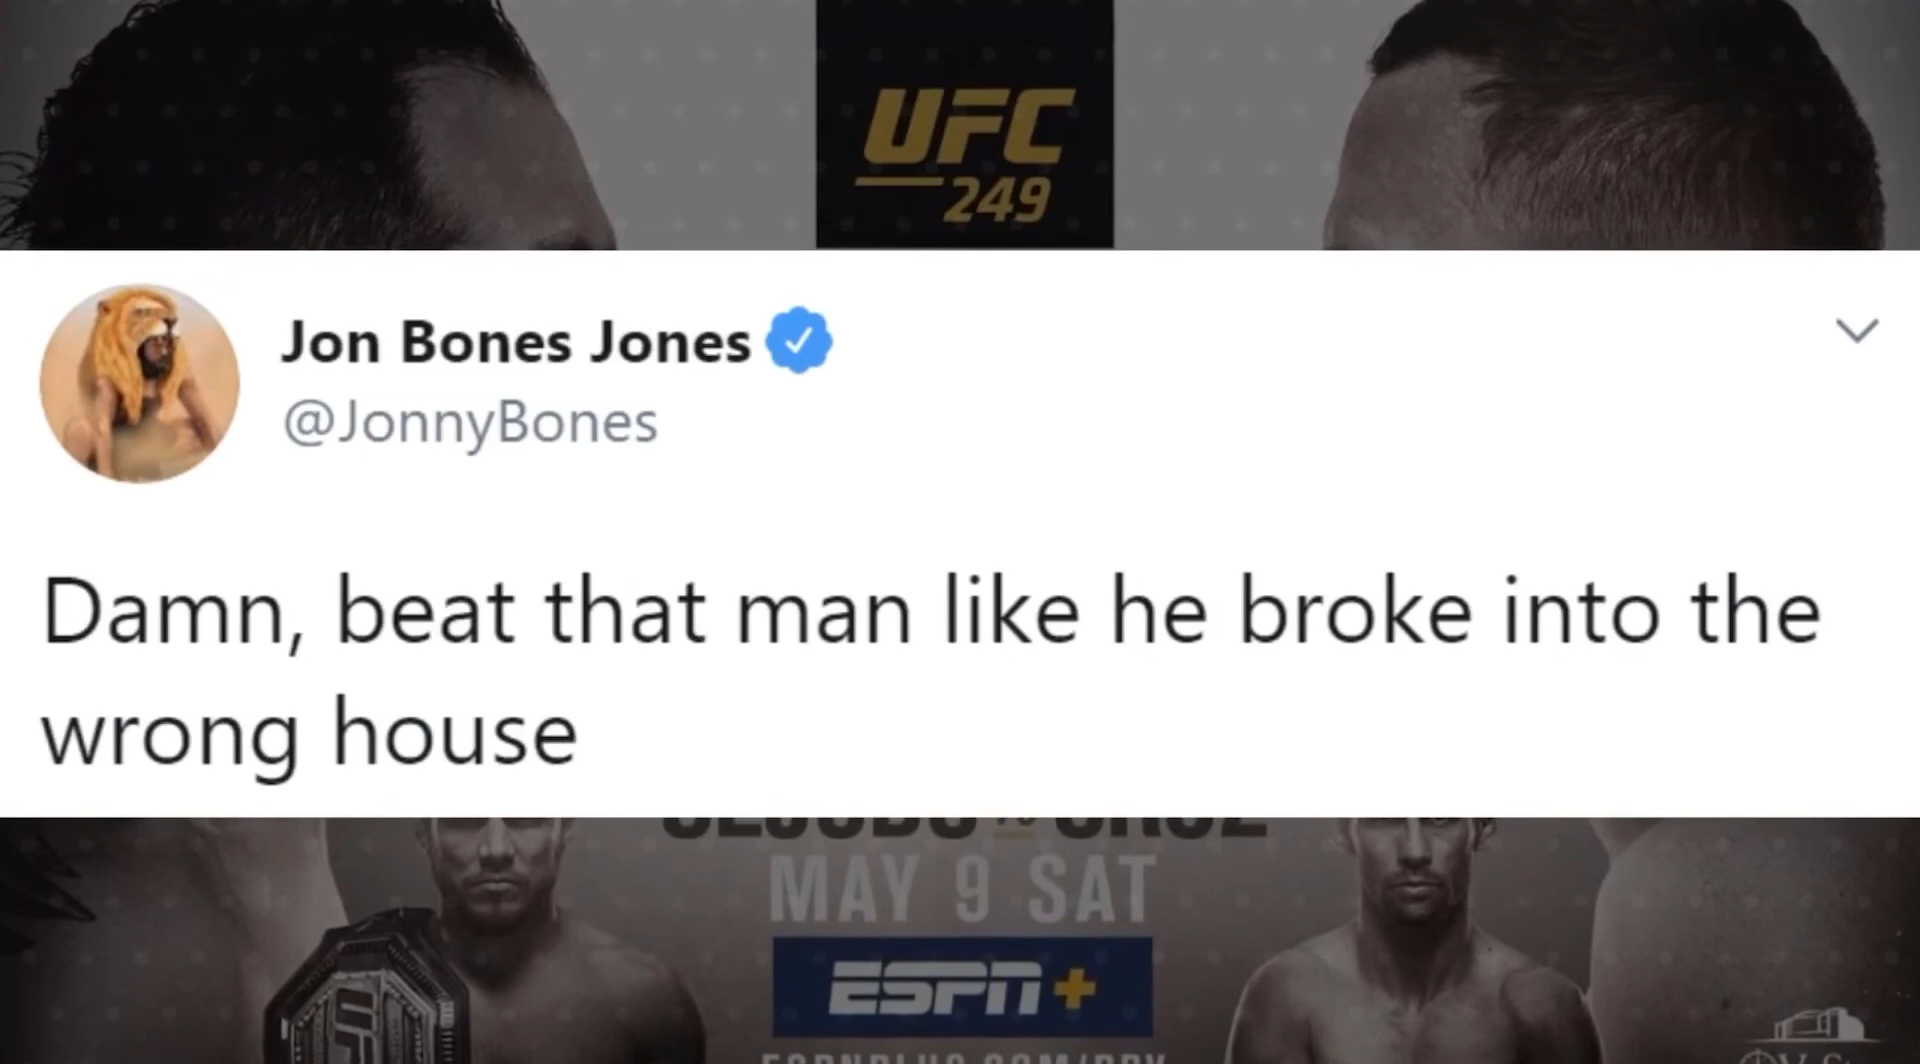 UFC
249
Jon Bones Jones
@JonnyBones
Damn, beat that man like he broke into the
wrong house
MAY 9 SAT
ESPN+
UFC